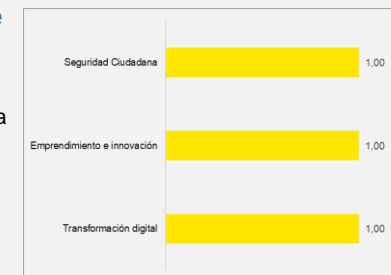 e
Seguridad Ciudadana 1,00
a
Emprendimiento e innovación 1,00
Transformación digital 1,00